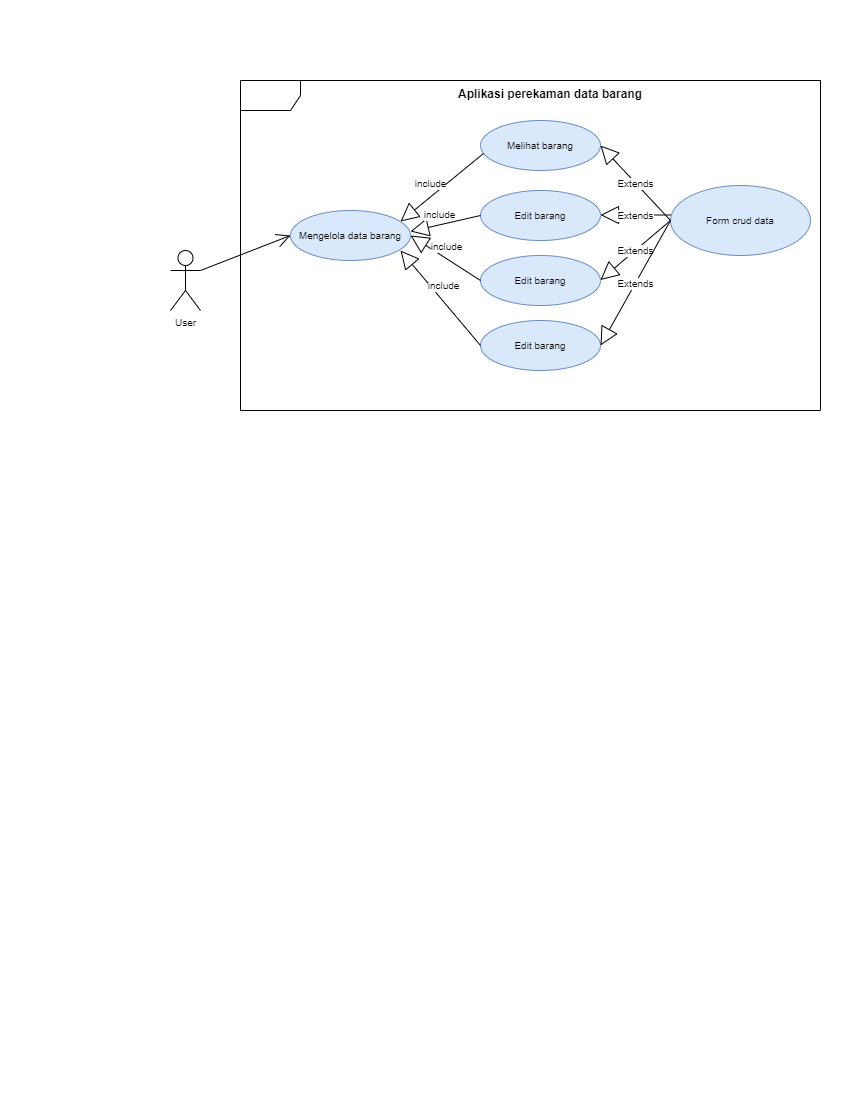 Aplikasi perekaman data barang
Melihat barang
include
Extends
include
Edit barang
Extends
Form crud data
Mengelola data barang
include
Extends
Edit barang
include
Extends
User
Edit barang